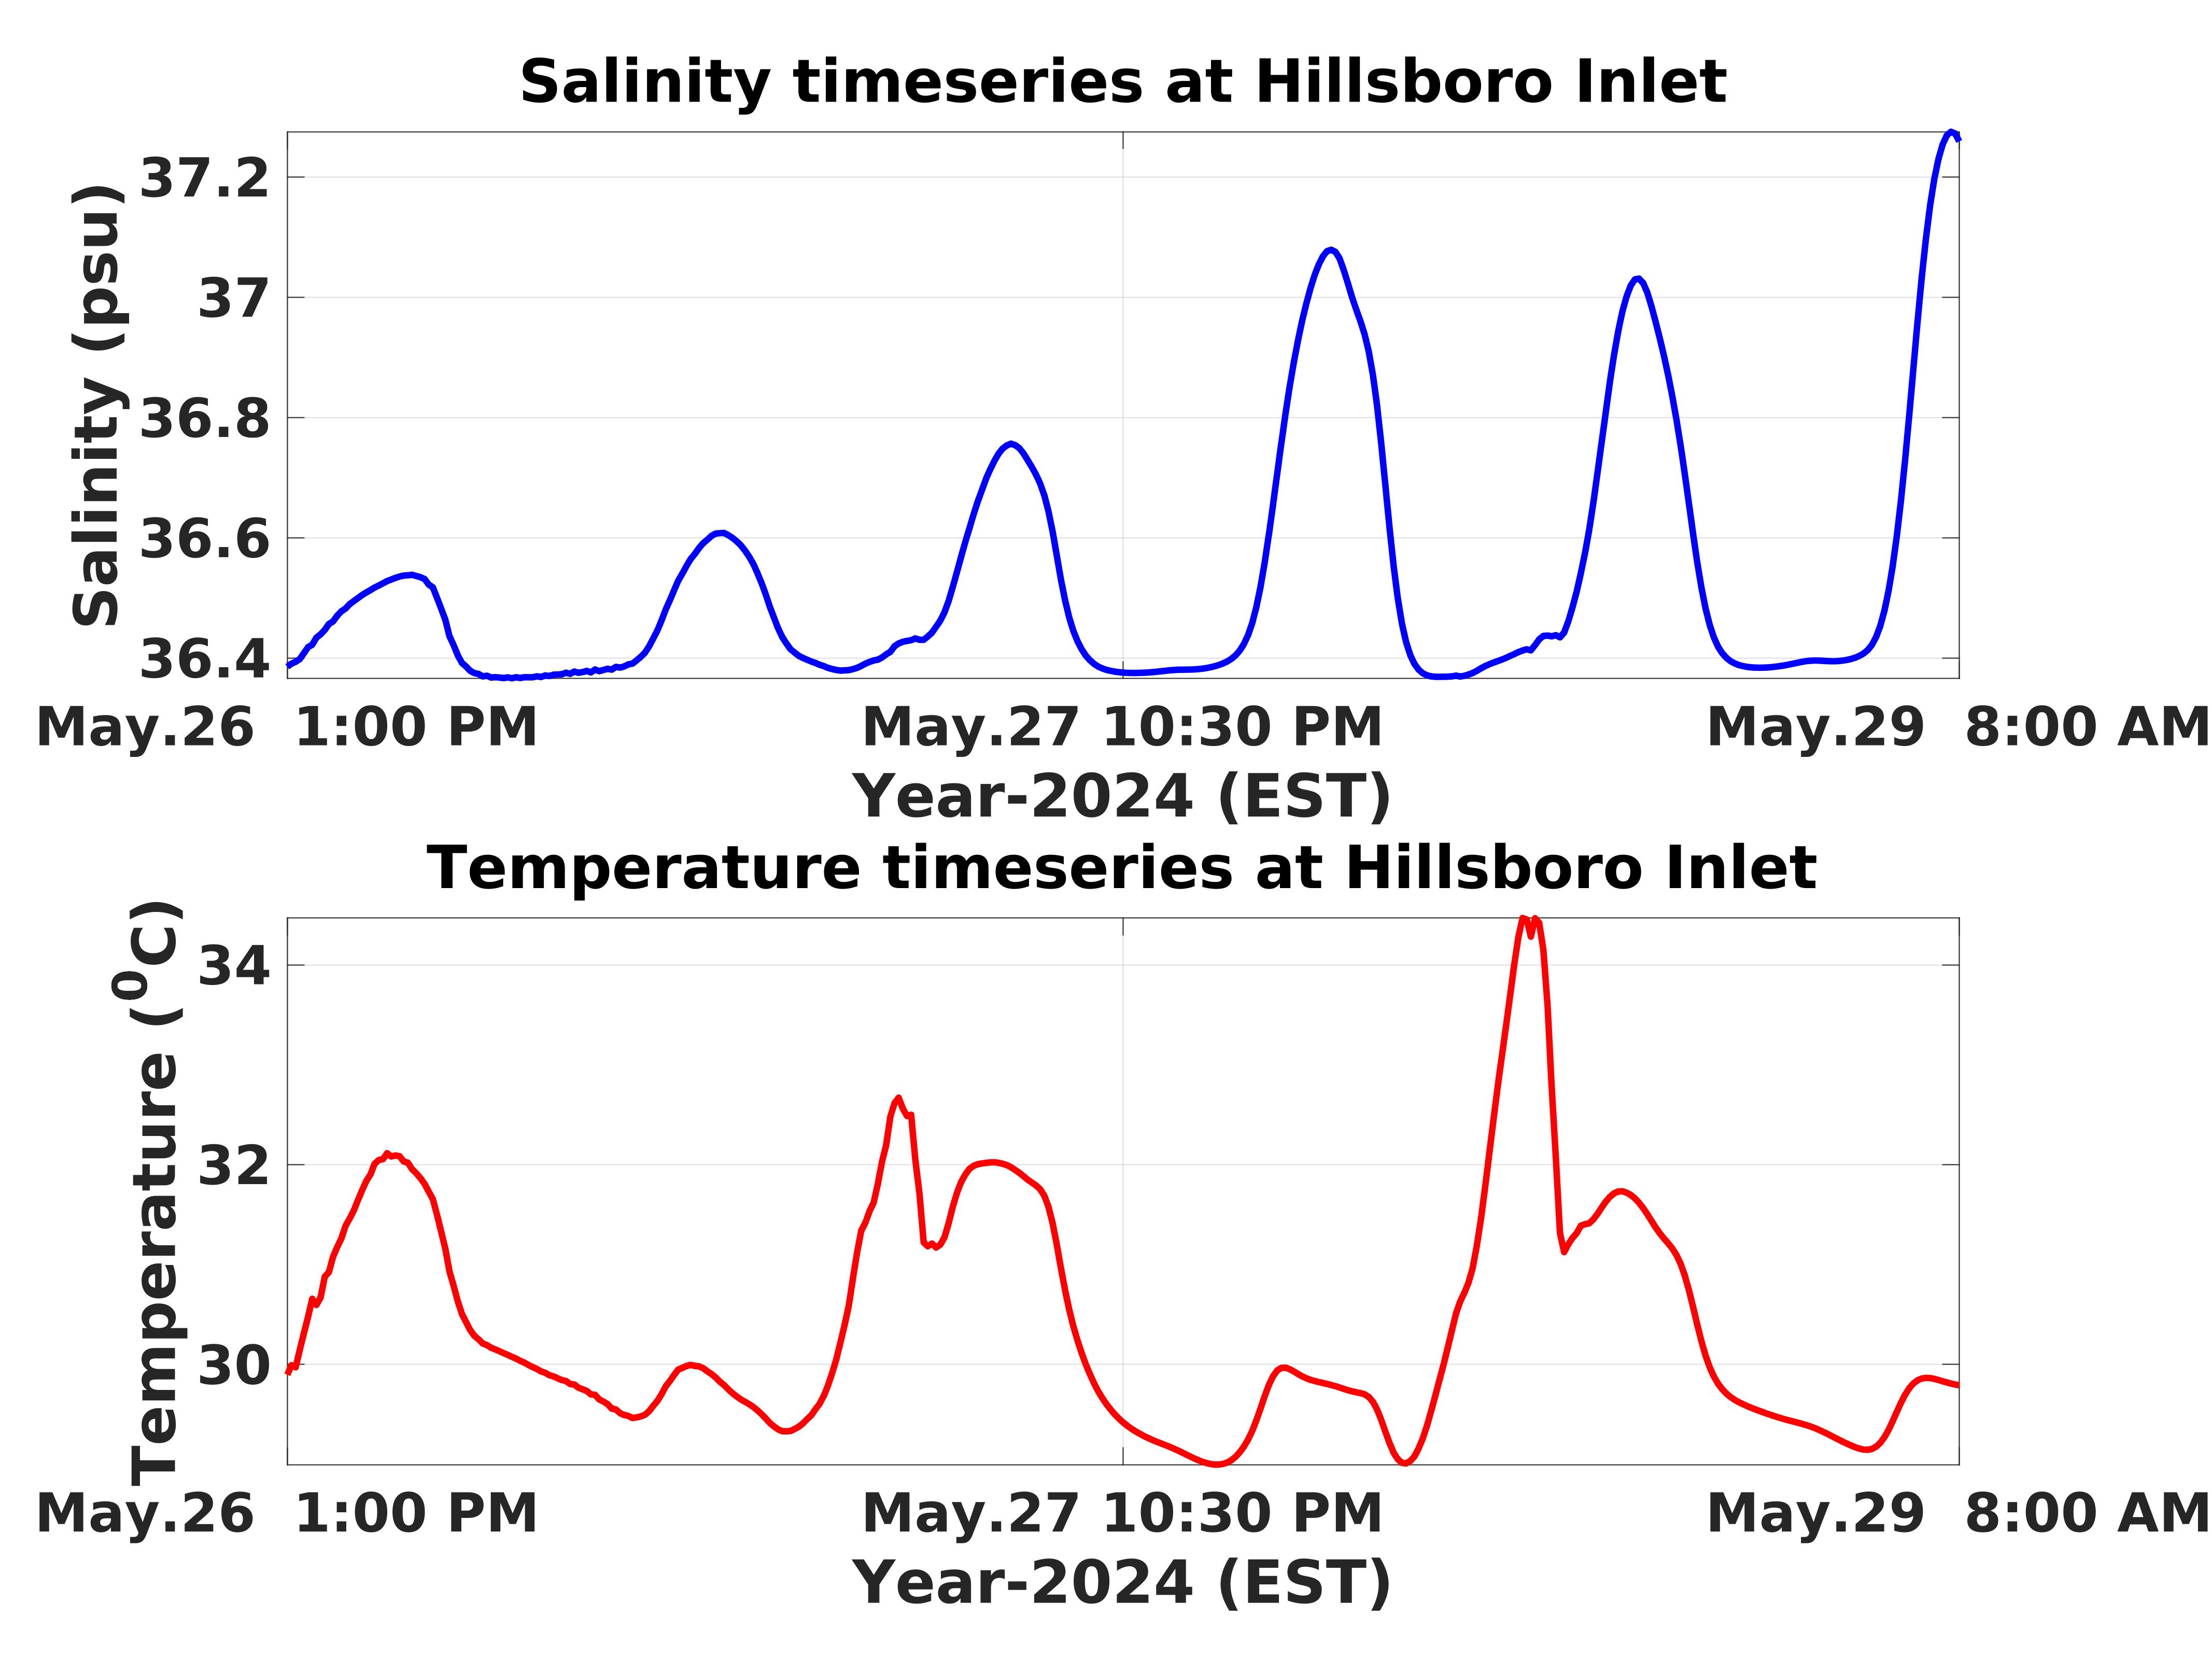 Salinity timeseries at Hillsboro Inlet
Salinity (psu)
37.2
37
36.8
36.6
36.4
May.26  1:00 PM
May.27 10:30 PM
May.29  8:00 AM
Year-2024 (EST)
Temperature timeseries at Hillsboro Inlet
Temperature (⁰C)
34
32
30
May.26  1:00 PM
May.27 10:30 PM
May.29  8:00 AM
Year-2024 (EST)